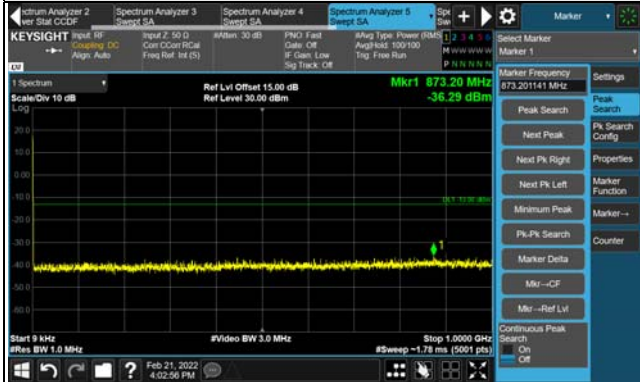 ectrum Analyzer 2
wer Stat CCDF
Spectrum Analyzer 3
Swept SA
Spectrum Analyzer 4
Swept SA
Spectrum Analyzer 5
Swept SA
Marker
KEYSIGHT
Input: RF
Coupling: DC
Align: Auto
Input Z: 50 Ω
Corr CCorr RCal
Freq Ref: Int (S)
#Atten: 30 dB
PNO: Fast
Gate: Off
IF Gain: Low
Sig Track: Off
#Avg Type: Power (RMS
Avg|Hold: 100/100
Trig: Free Run
1 2 3 4 5 6
M W W W W W
P N N N N N
Select Marker
Marker 1
1 Spectrum
Scale/Div 10 dB
Log
Ref Lvl Offset 15.00 dB
Ref Level 30.00 dBm
Mkr1 873.20 MHz
-36.29 dBm
20.0
0.00
-10.0
-20.0
-30.0
-40.0
-50.0
-60.0
1
Start 9 kHz
#Res BW 1.0 MHz
#Video BW 3.0 MHz
Stop 1.0000 GHz
#Sweep ~1.78 ms (5001 pts)
Marker Frequency
873.201141 MHz
Peak Search
Next Peak
Next Pk Right
Next Pk Left
Minimum Peak
Pk-Pk Search
Marker Delta
Mkr→CF
Mkr→Ref Lvl
Continuous Peak
Search
On
Off
Settings
Peak
Search
Pk Search
Config
Properties
Marker
Function
Marker→
Counter
?
Feb 21, 2022
4:02:56 PM